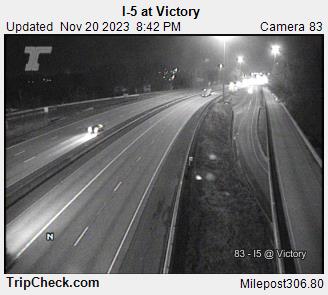 I-5 at Victory
Updated Nov 20 2023 8:42 PM Camera 83
T
N
83 - I5 @ Victory
TripCheck.com Milepost306.80